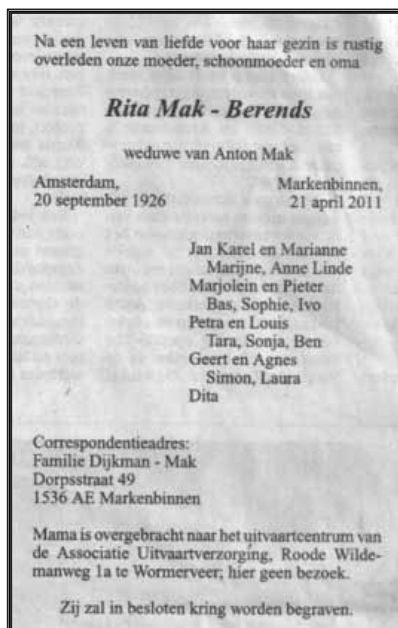 Na een leven van liefde voor haar gezin is rustig
overleden onze moeder, schoonmoeder en oma
Rita Mak - Berends
weduwe van Anton Mak
Amsterdam, Markenbinnen,
20 september 1926 21 april 2011
Jan Karel en Marianne
Marijne, Anne Linde
Marjolein en Pieter
Bas, Sophie, Ivo
Petra en Louis
Tara, Sonja, Ben
Geert en Agnes
Simon, Laura
Dita
Correspondentieadres:
Familie Dijkman - Mak
Dorpsstraat 49
1536 AE Markenbinnen
Mama is overgebracht naar het uitvaartcentrum van
de Associatie Uitvaartverzorging, Roode Wilde-
manweg 1a te Wormerveer; hier geen bezoek.
Zij zal in besloten kring worden begraven.